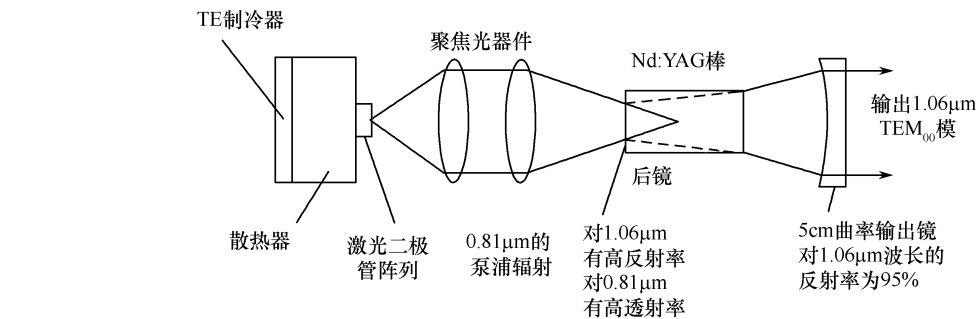 TE制冷器
聚焦光器件
Nd:YAG棒
输出1.06μm
TEM₀₀模
后镜
散热器
激光二极
管阵列
0.81μm的
泵浦辐射
对1.06μm
有高反射率
对0.81μm
有高透射率
5cm曲率输出镜
对1.06μm波长的
反射率为95%